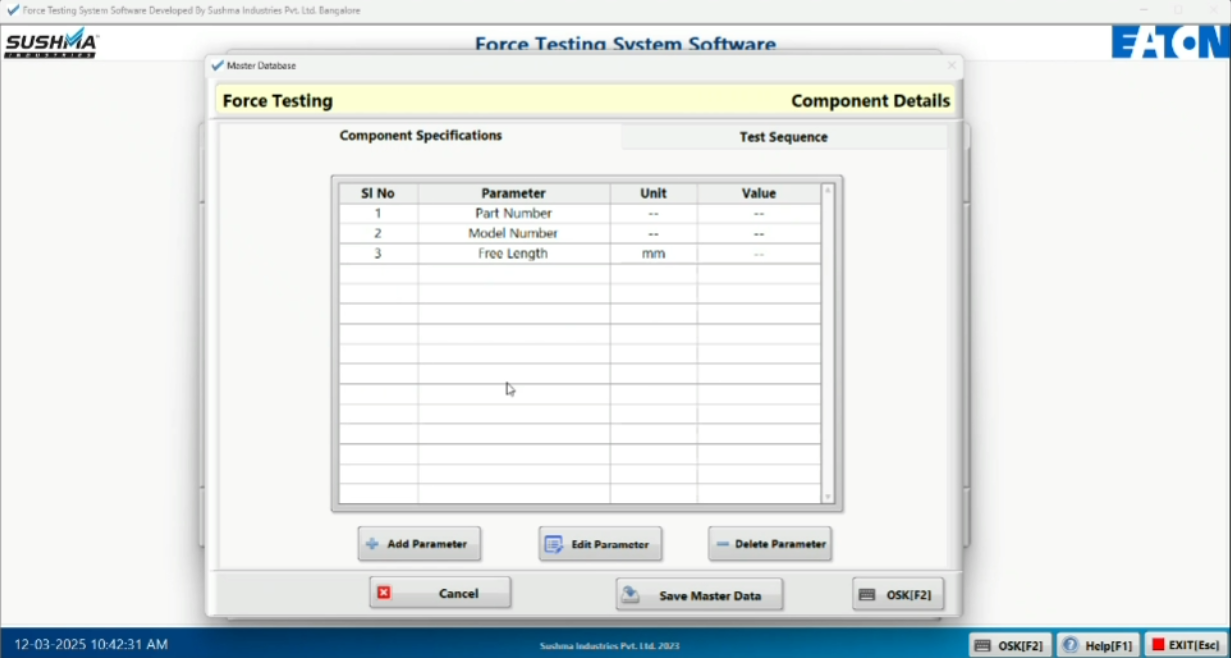 Force Testing System Software Developed By Sushma Industries Pvt. Ltd. Bangalore
SUSHMA
INDUSTRIES
Force Testing System Software
EATON
Master Database
Force Testing Component Details
Component Specifications Test Sequence
Sl No Parameter Unit Value
1 Part Number -- --
2 Model Number -- --
3 Free Length mm --
Add Parameter Edit Parameter Delete Parameter
Cancel Save Master Data OSK[F2]
12-03-2025 10:42:31 AM Sushma Industries Pvt. Ltd. 2023 OSK[F2] Help[F1] EXIT[Esc]